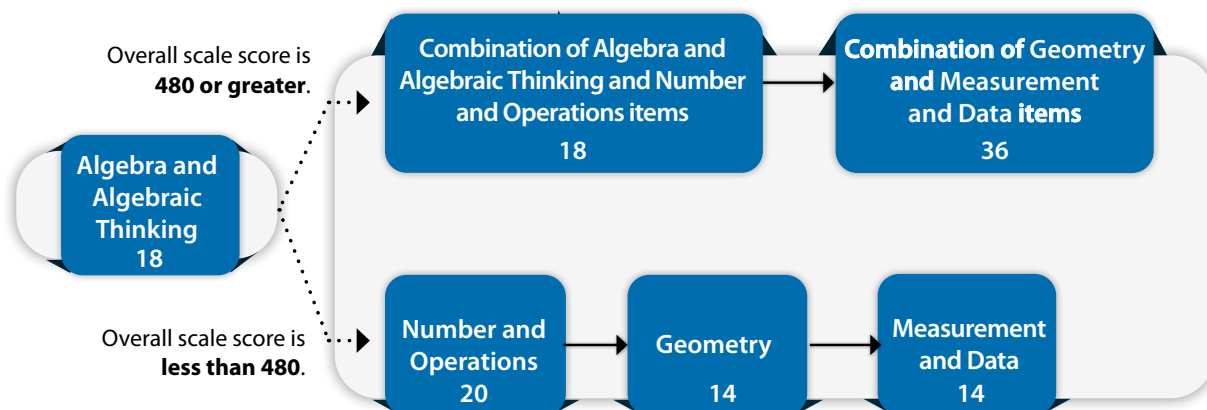 Overall scale score is
480 or greater.
Combination of Algebra and
Algebraic Thinking and Number
and Operations items
18
Combination of Geometry
and Measurement
and Data items
36
Algebra and
Algebraic
Thinking
18
Overall scale score is
less than 480.
Number and
Operations
20
Geometry
14
Measurement
and Data
14